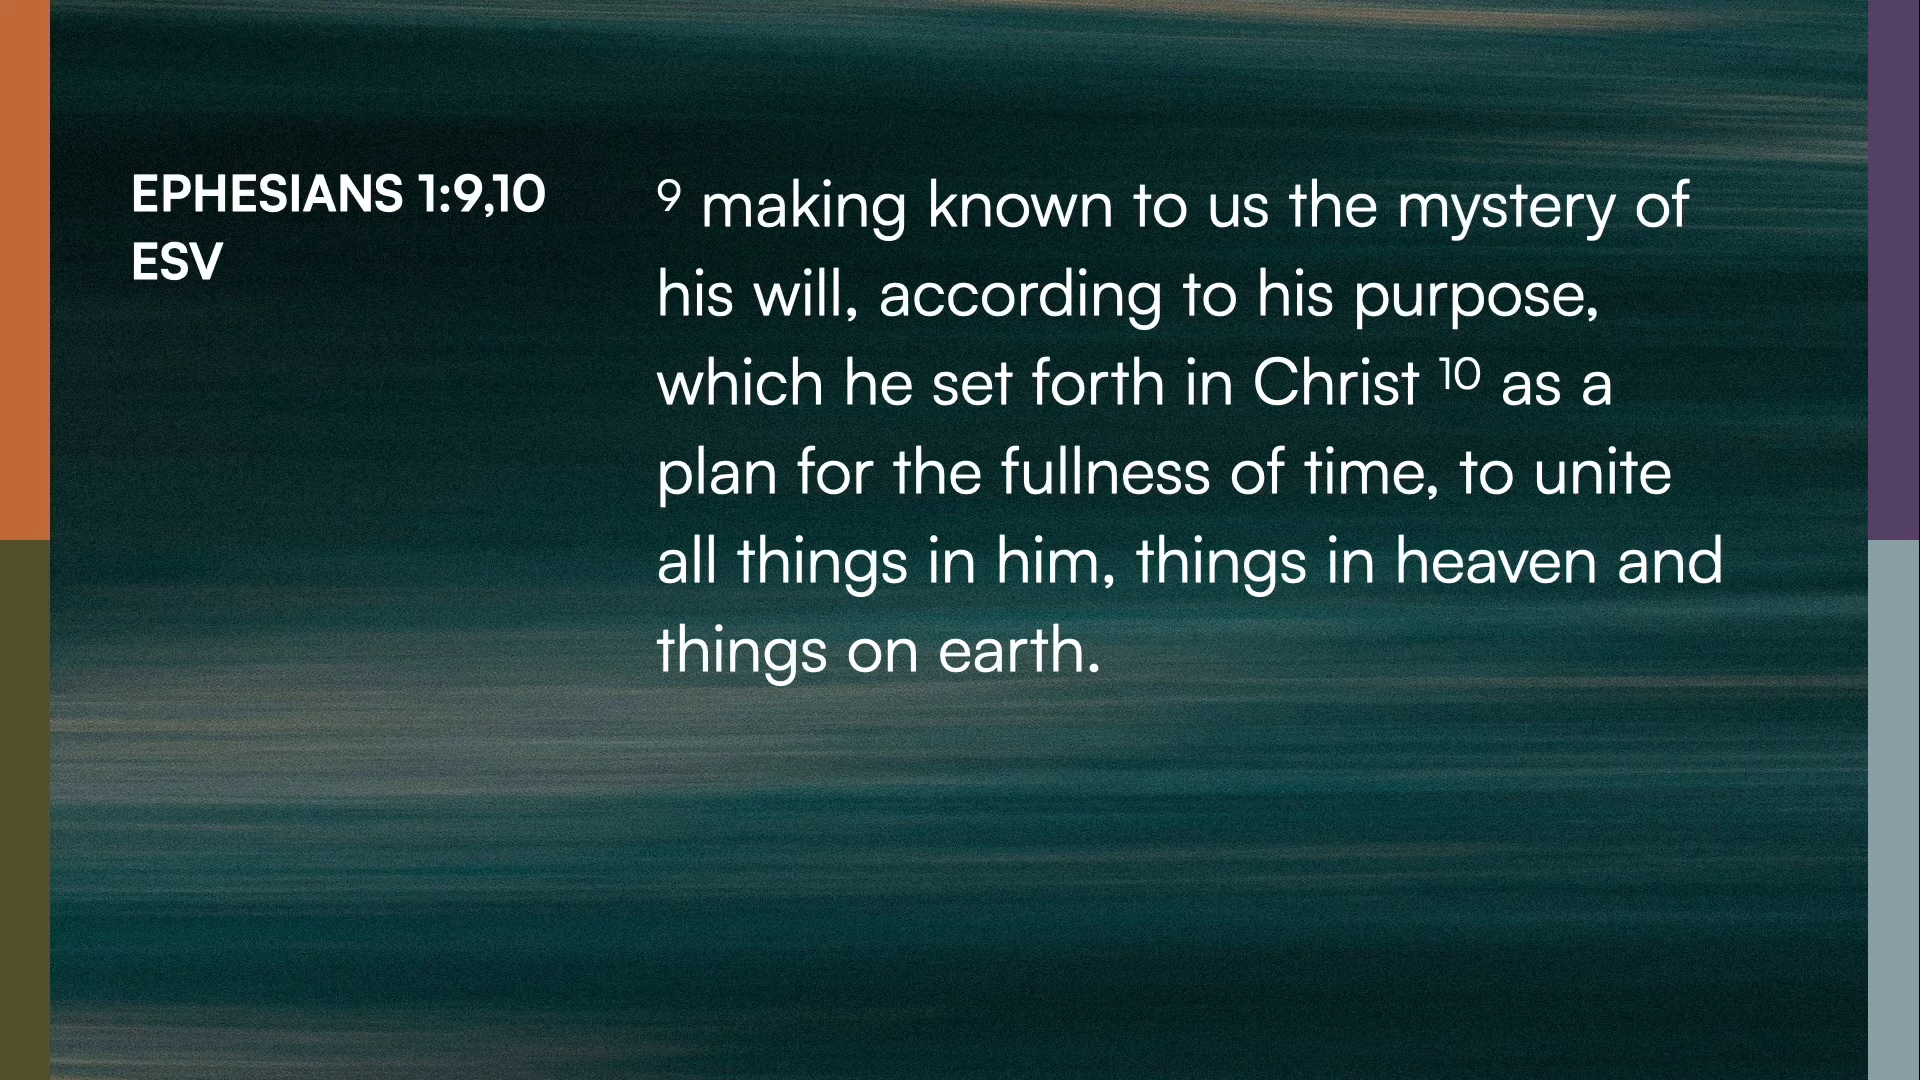 EPHESIANS 1:9,10
ESV
⁹ making known to us the mystery of
his will, according to his purpose,
which he set forth in Christ ¹⁰ as a
plan for the fullness of time, to unite
all things in him, things in heaven and
things on earth.